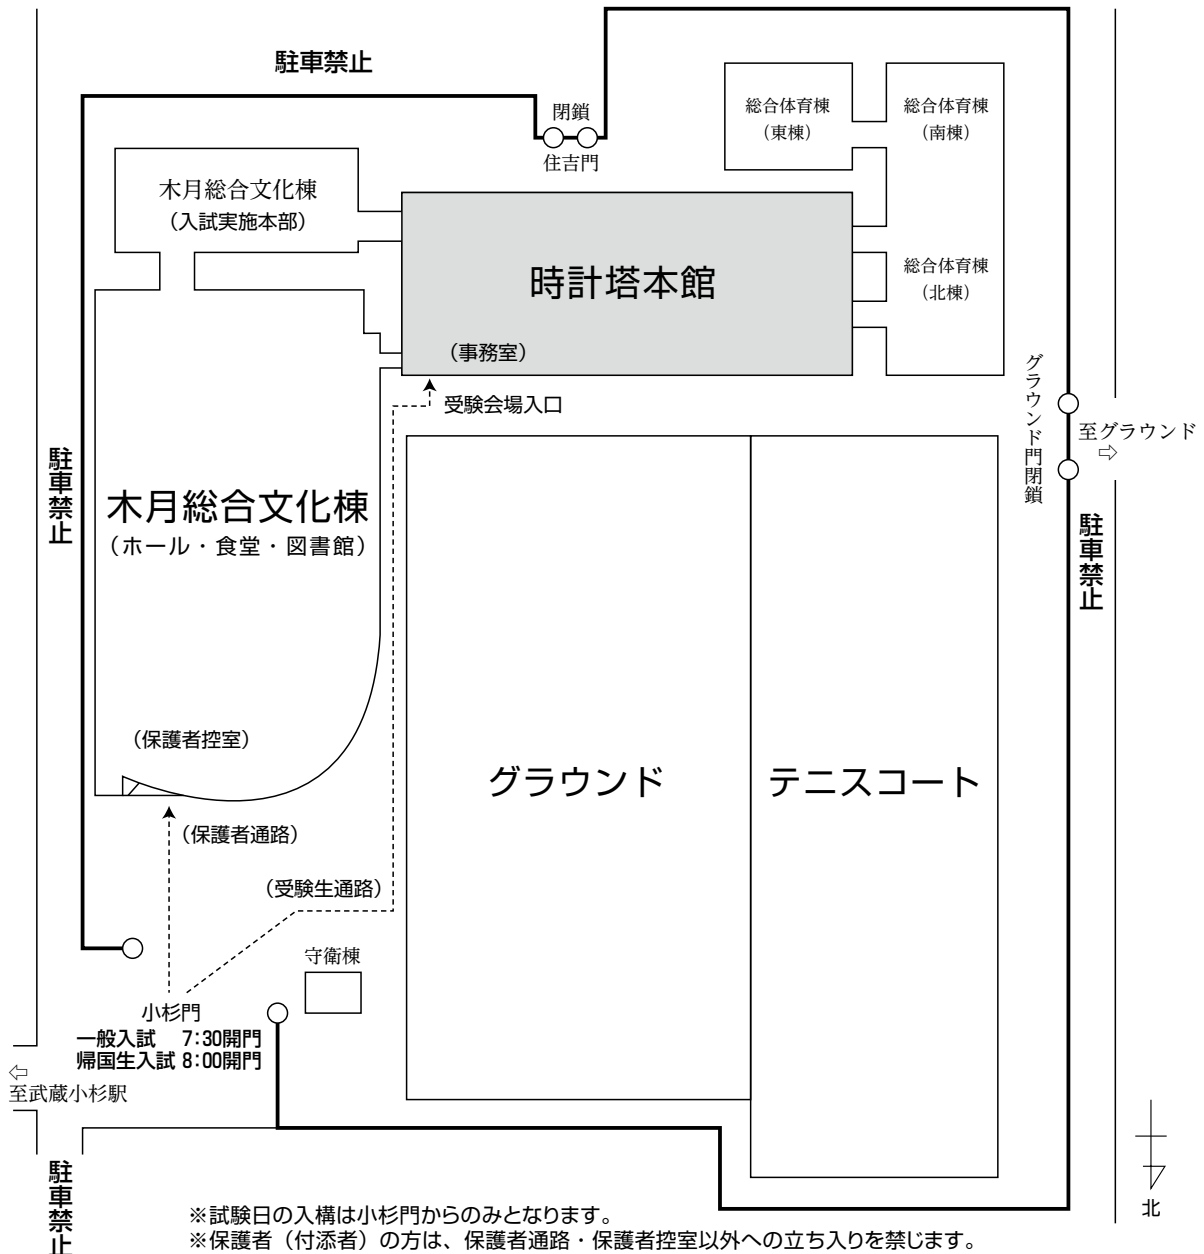 駐車禁止
閉鎖
住吉門
総合体育棟
（東棟）
総合体育棟
（南棟）
木月総合文化棟
（入試実施本部）
時計塔本館
（事務室）
総合体育棟
（北棟）
受験会場入口
グラウンド門閉鎖
至グラウンド
⇨
駐車禁止
木月総合文化棟
（ホール・食堂・図書館）
駐車禁止
（保護者控室）
グラウンド
テニスコート
（保護者通路）
（受験生通路）
守衛棟
小杉門
一般入試　7:30開門
帰国生入試 8:00開門
⇦
至武蔵小杉駅
駐車禁止
北
※試験日の入構は小杉門からのみとなります。
※保護者（付添者）の方は、保護者通路・保護者控室以外への立ち入りを禁じます。